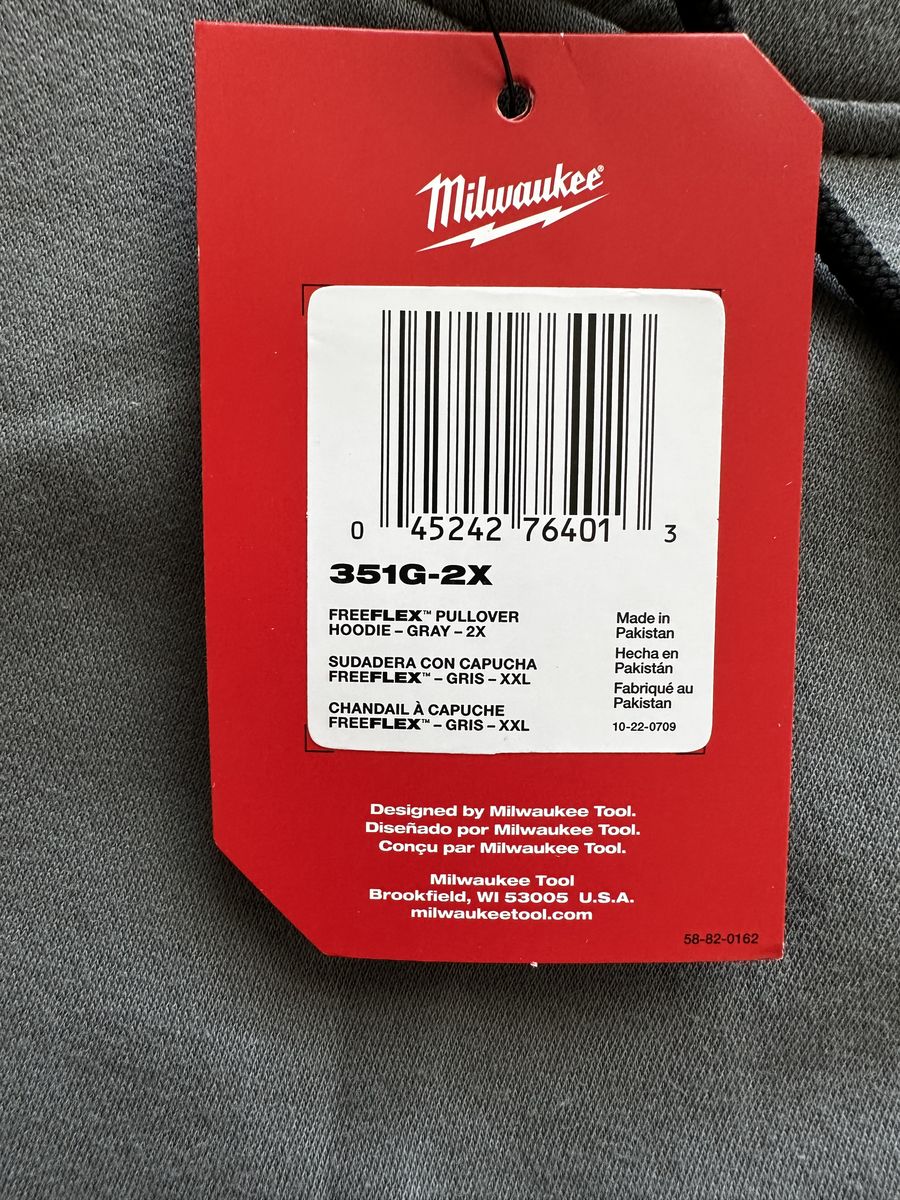 Milwaukee®
0 45242 76401 3
351G-2X
FREEFLEX™ PULLOVER
HOODIE – GRAY – 2X
SUDADERA CON CAPUCHA
FREEFLEX™ – GRIS – XXL
CHANDAIL À CAPUCHE
FREEFLEX™ – GRIS – XXL
Made in
Pakistan
Hecha en
Pakistán
Fabriqué au
Pakistan
10-22-0709
Designed by Milwaukee Tool.
Diseñado por Milwaukee Tool.
Conçu par Milwaukee Tool.
Milwaukee Tool
Brookfield, WI 53005 U.S.A.
milwaukeetool.com
58-82-0162